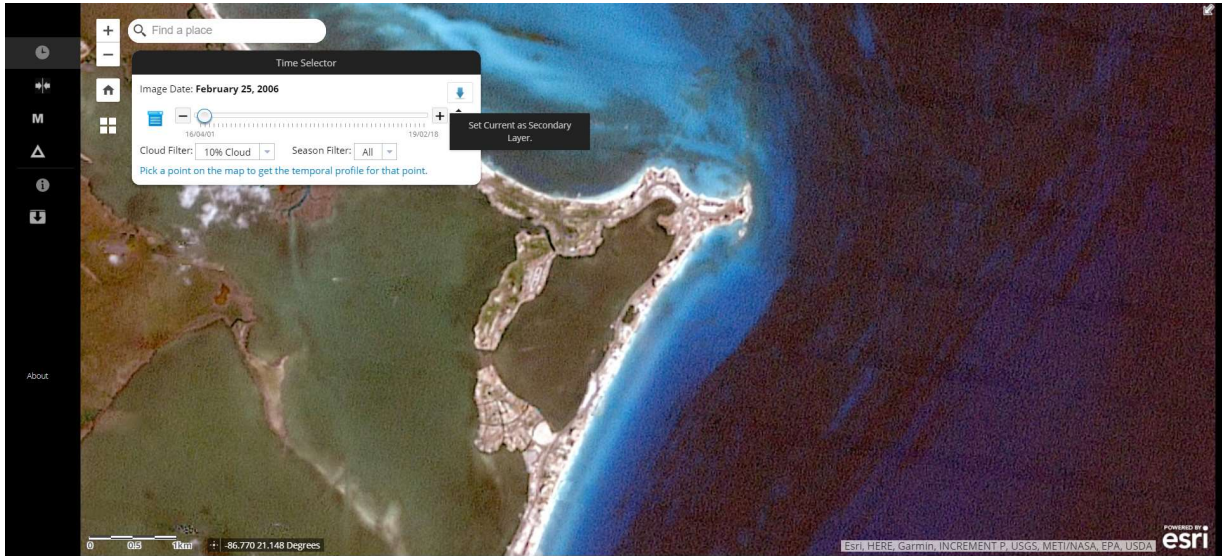 +
Find a place
−
Time Selector
Image Date: February 25, 2006
− +
16/04/01 19/02/18
Set Current as Secondary
Layer.
Cloud Filter: 10% Cloud Season Filter: All
Pick a point on the map to get the temporal profile for that point.
M
About
0 0.5 1km -86.770 21.148 Degrees
Esri, HERE, Garmin, INCREMENT P, USGS, METI/NASA, EPA, USDA
POWERED BY
esri